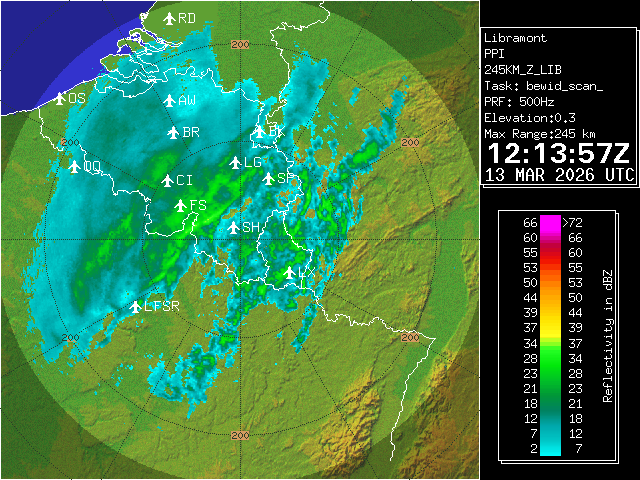 RD
200
OS
AW
BR
BK
200
200
LG
CI
SP
FS
SH
LX
LFSR
200
200
200
Libramont
PPI
245KM_Z_LIB
Task: bewid_scan_
PRF: 500Hz
Elevation:0.3
Max Range:245 km
12:13:57Z
13 MAR 2026 UTC
66 >72
60 66
55 60
53 55
50 53
44 50
39 44
37 39
34 37
28 34
23 28
21 23
18 21
12 18
7 12
2 7
Reflectivity in dBZ